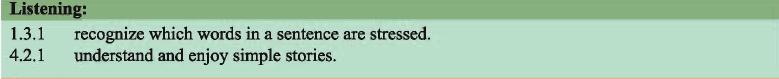 Listening:
1.3.1 recognize which words in a sentence are stressed.
4.2.1 understand and enjoy simple stories.